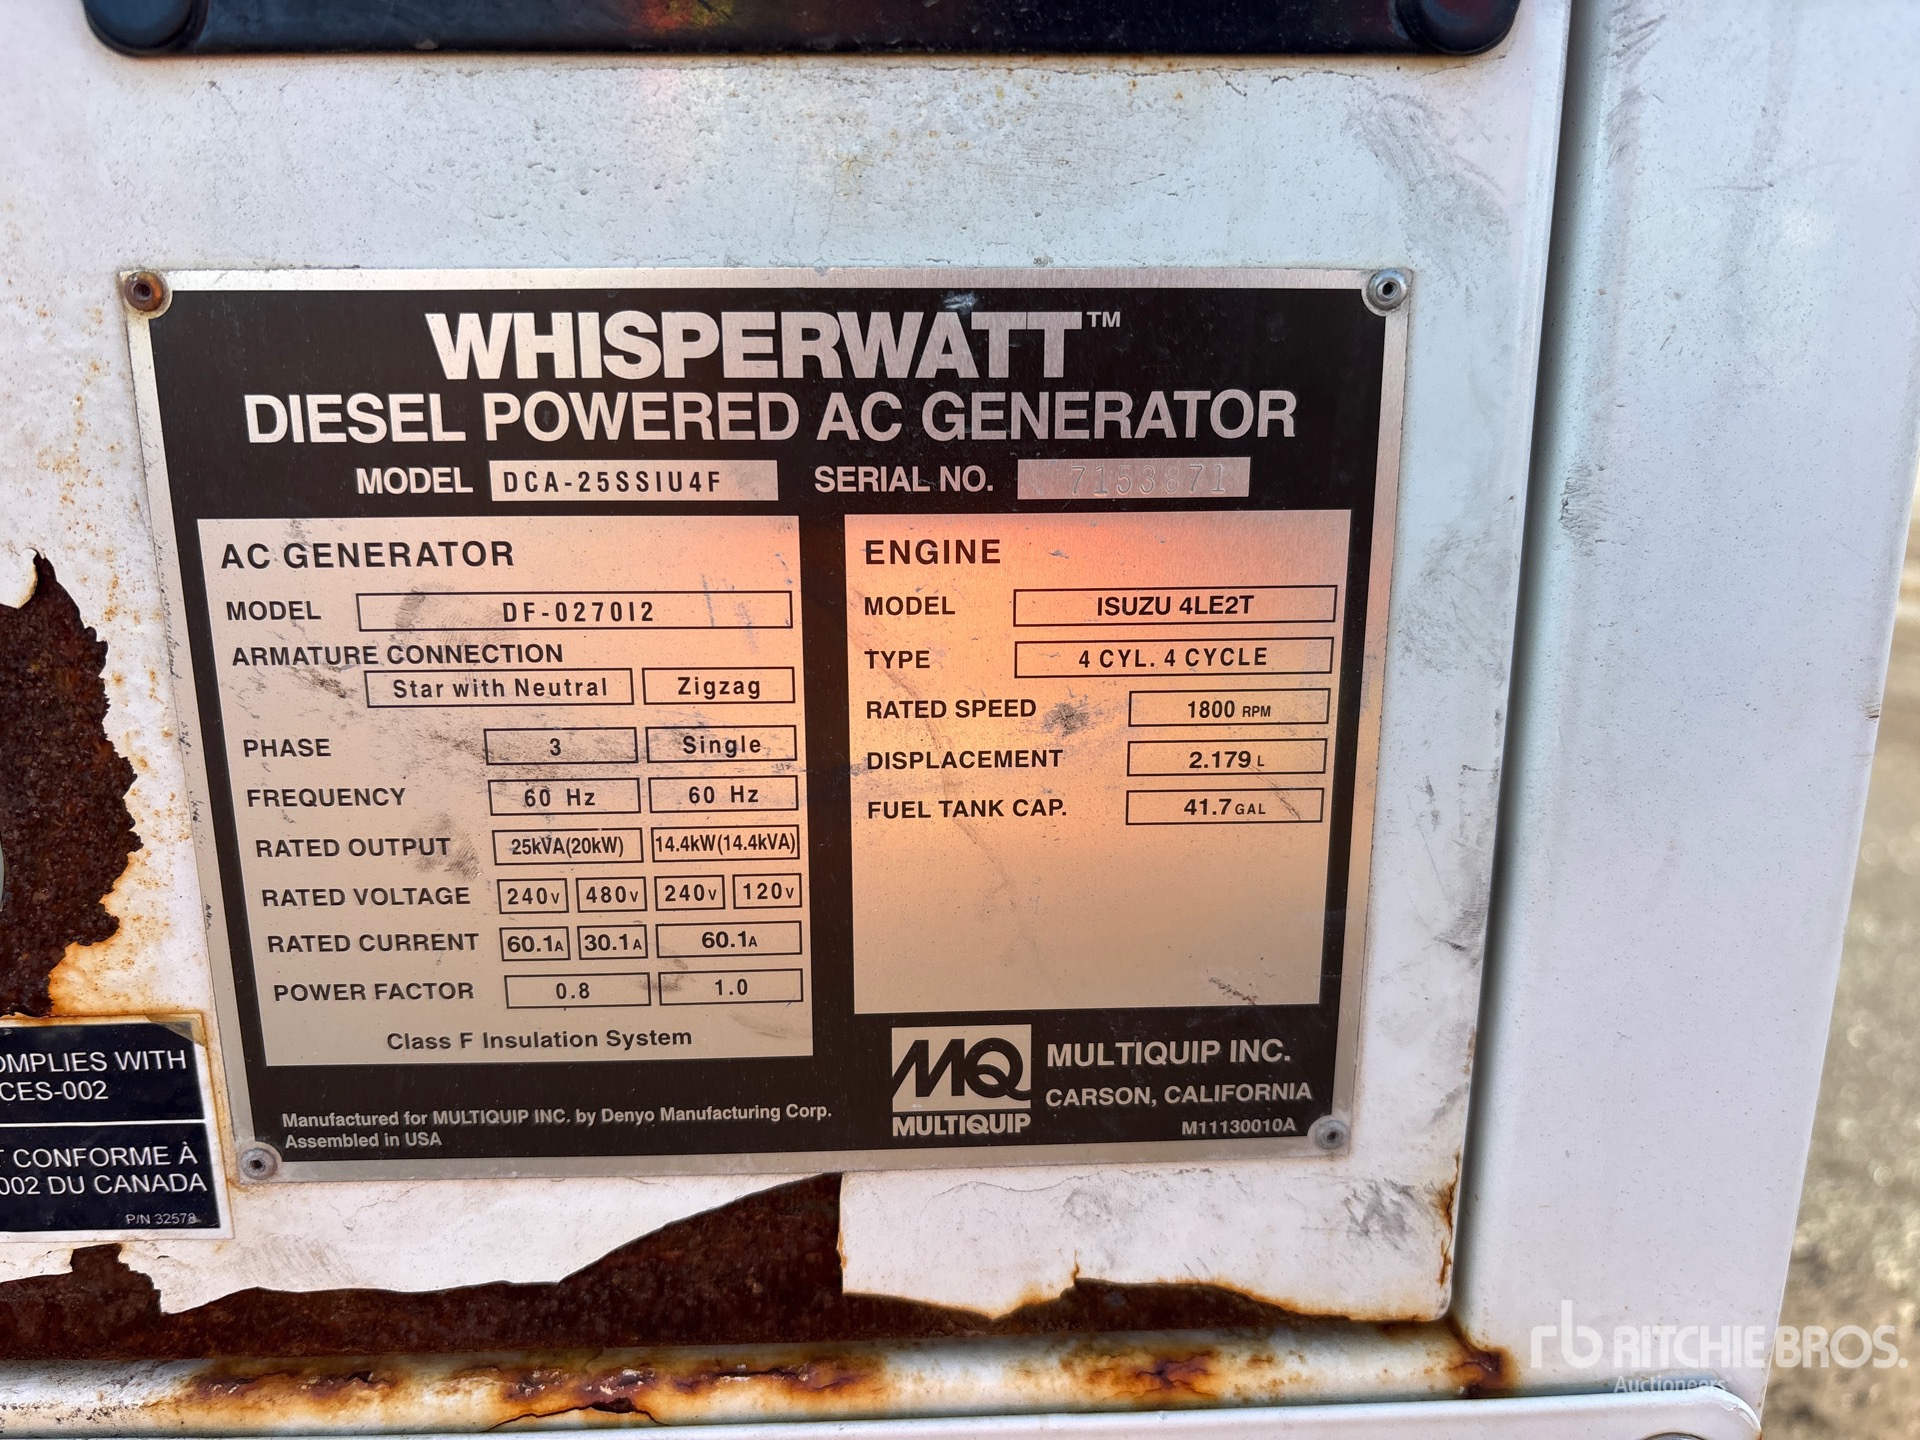 WHISPERWATT™
DIESEL POWERED AC GENERATOR
MODEL DCA-25SSIU4F SERIAL NO. 7153871
AC GENERATOR
MODEL DF-0270I2
ARMATURE CONNECTION
Star with Neutral Zigzag
PHASE 3 Single
FREQUENCY 60 Hz 60 Hz
RATED OUTPUT 25kVA(20kW) 14.4kW(14.4kVA)
RATED VOLTAGE 240V 480V 240V 120V
RATED CURRENT 60.1A 30.1A 60.1A
POWER FACTOR 0.8 1.0
Class F Insulation System
ENGINE
MODEL ISUZU 4LE2T
TYPE 4 CYL. 4 CYCLE
RATED SPEED 1800 RPM
DISPLACEMENT 2.179 L
FUEL TANK CAP. 41.7 GAL
Manufactured for MULTIQUIP INC. by Denyo Manufacturing Corp.
Assembled in USA
MQ
MULTIQUIP
MULTIQUIP INC.
CARSON, CALIFORNIA
M11130010A
OMPLIES WITH
CES-002
T CONFORME À
002 DU CANADA
P/N 32578
rb RITCHIE BROS.
Auctioneers